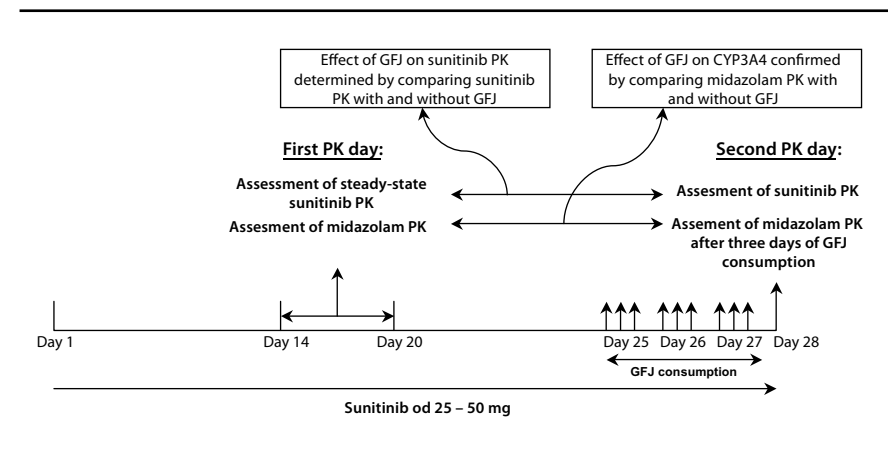 Effect of GFJ on sunitinib PK
determined by comparing sunitinib
PK with and without GFJ
Effect of GFJ on CYP3A4 confirmed
by comparing midazolam PK with
and without GFJ
First PK day:
Assessment of steady-state
sunitinib PK
Assesment of midazolam PK
Second PK day:
Assesment of sunitinib PK
Assement of midazolam PK
after three days of GFJ
consumption
Day 1
Day 14
Day 20
Day 25
Day 26
Day 27
Day 28
GFJ consumption
Sunitinib od 25 – 50 mg